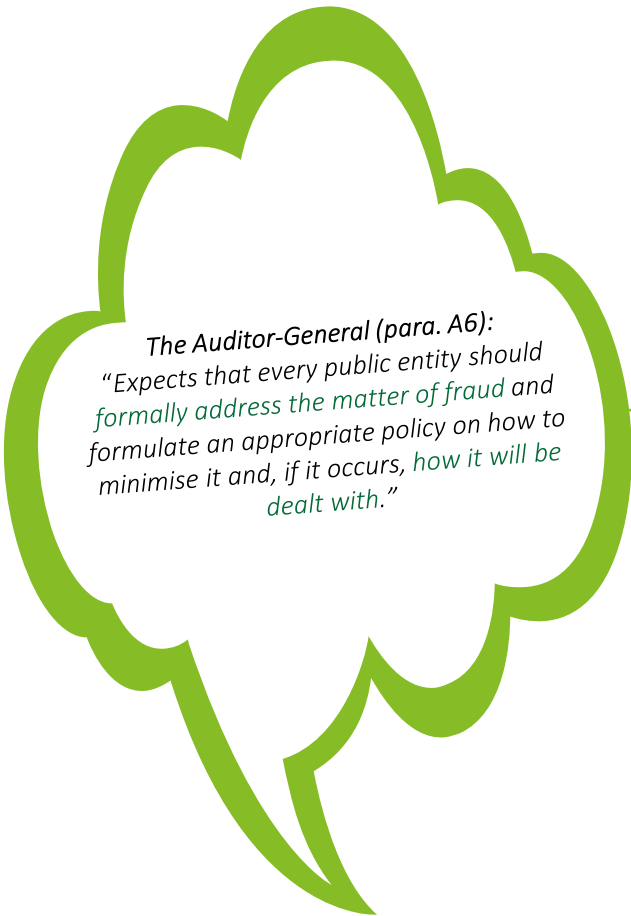 The Auditor-General (para. A6):
“Expects that every public entity should
formally address the matter of fraud and
formulate an appropriate policy on how to
minimise it and, if it occurs, how it will be
dealt with.”